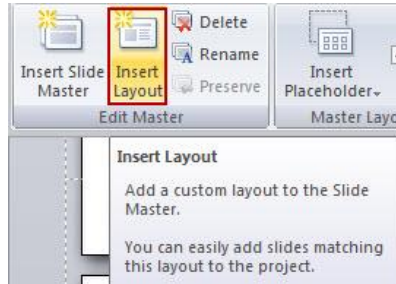 Delete
Rename
Preserve
Insert Slide
Master
Insert
Layout
Insert
Placeholder
Edit Master
Master Layo
Insert Layout
Add a custom layout to the Slide
Master.
You can easily add slides matching
this layout to the project.